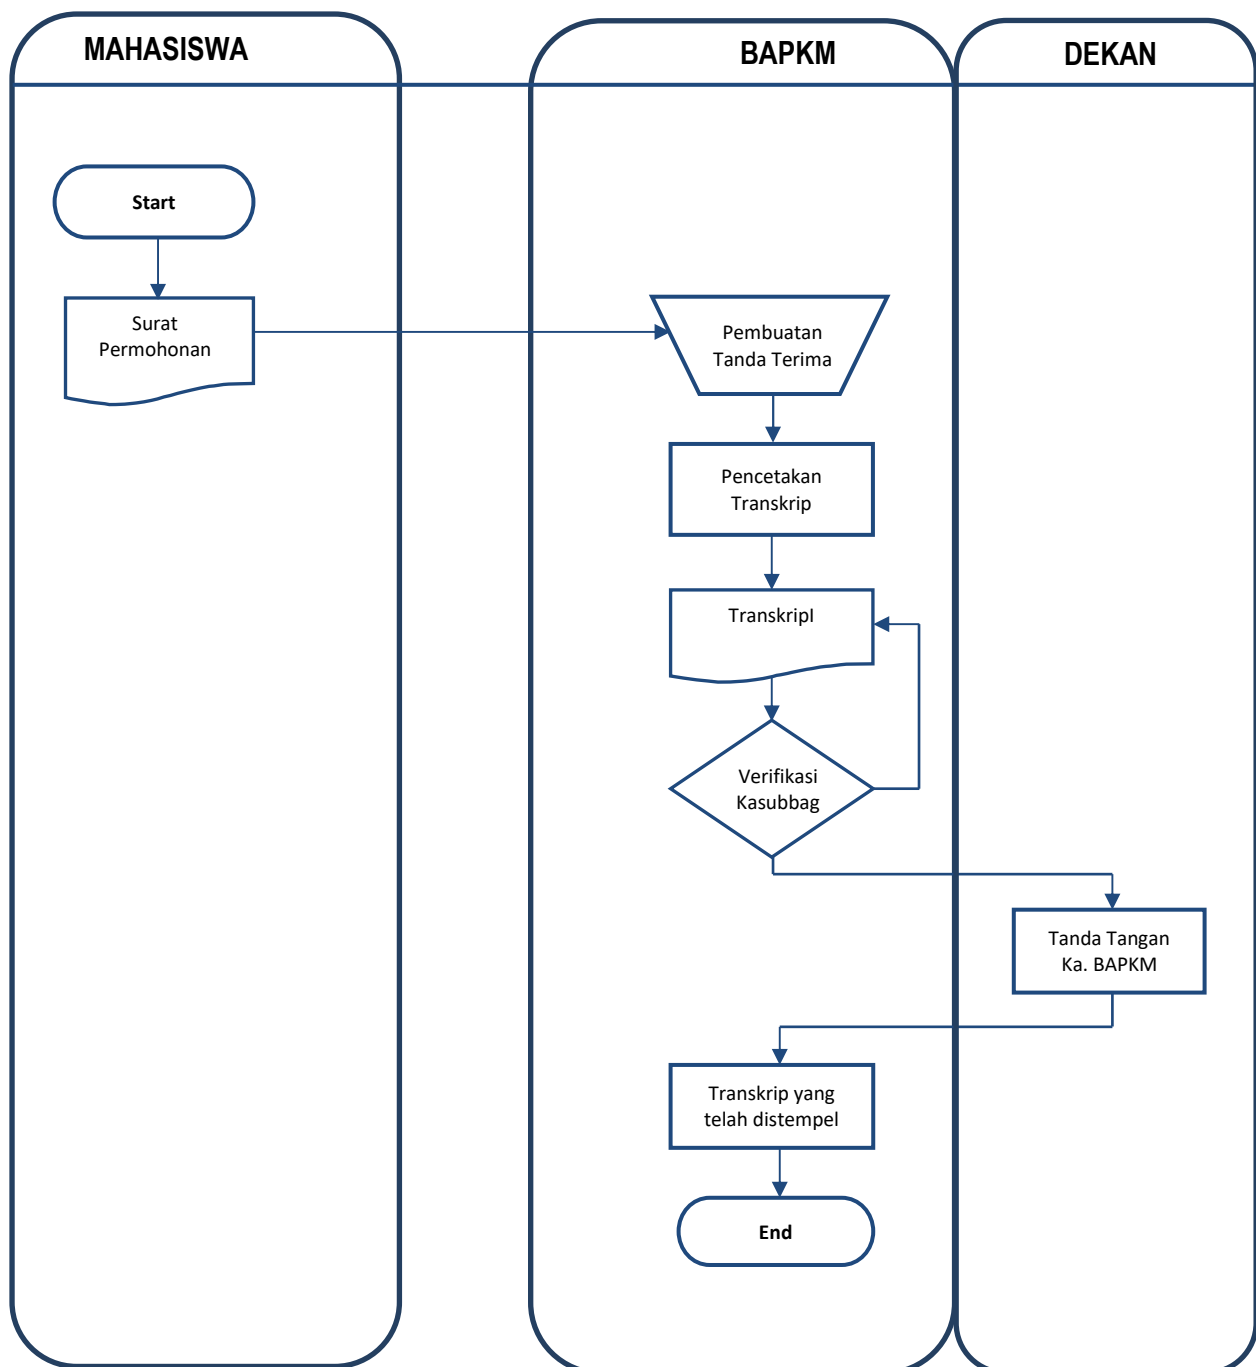 MAHASISWA
BAPKM
DEKAN
Start
Surat
Permohonan
Pembuatan
Tanda Terima
Pencetakan
Transkrip
Transkripl
Verifikasi
Kasubbag
Tanda Tangan
Ka. BAPKM
Transkrip yang
telah distempel
End